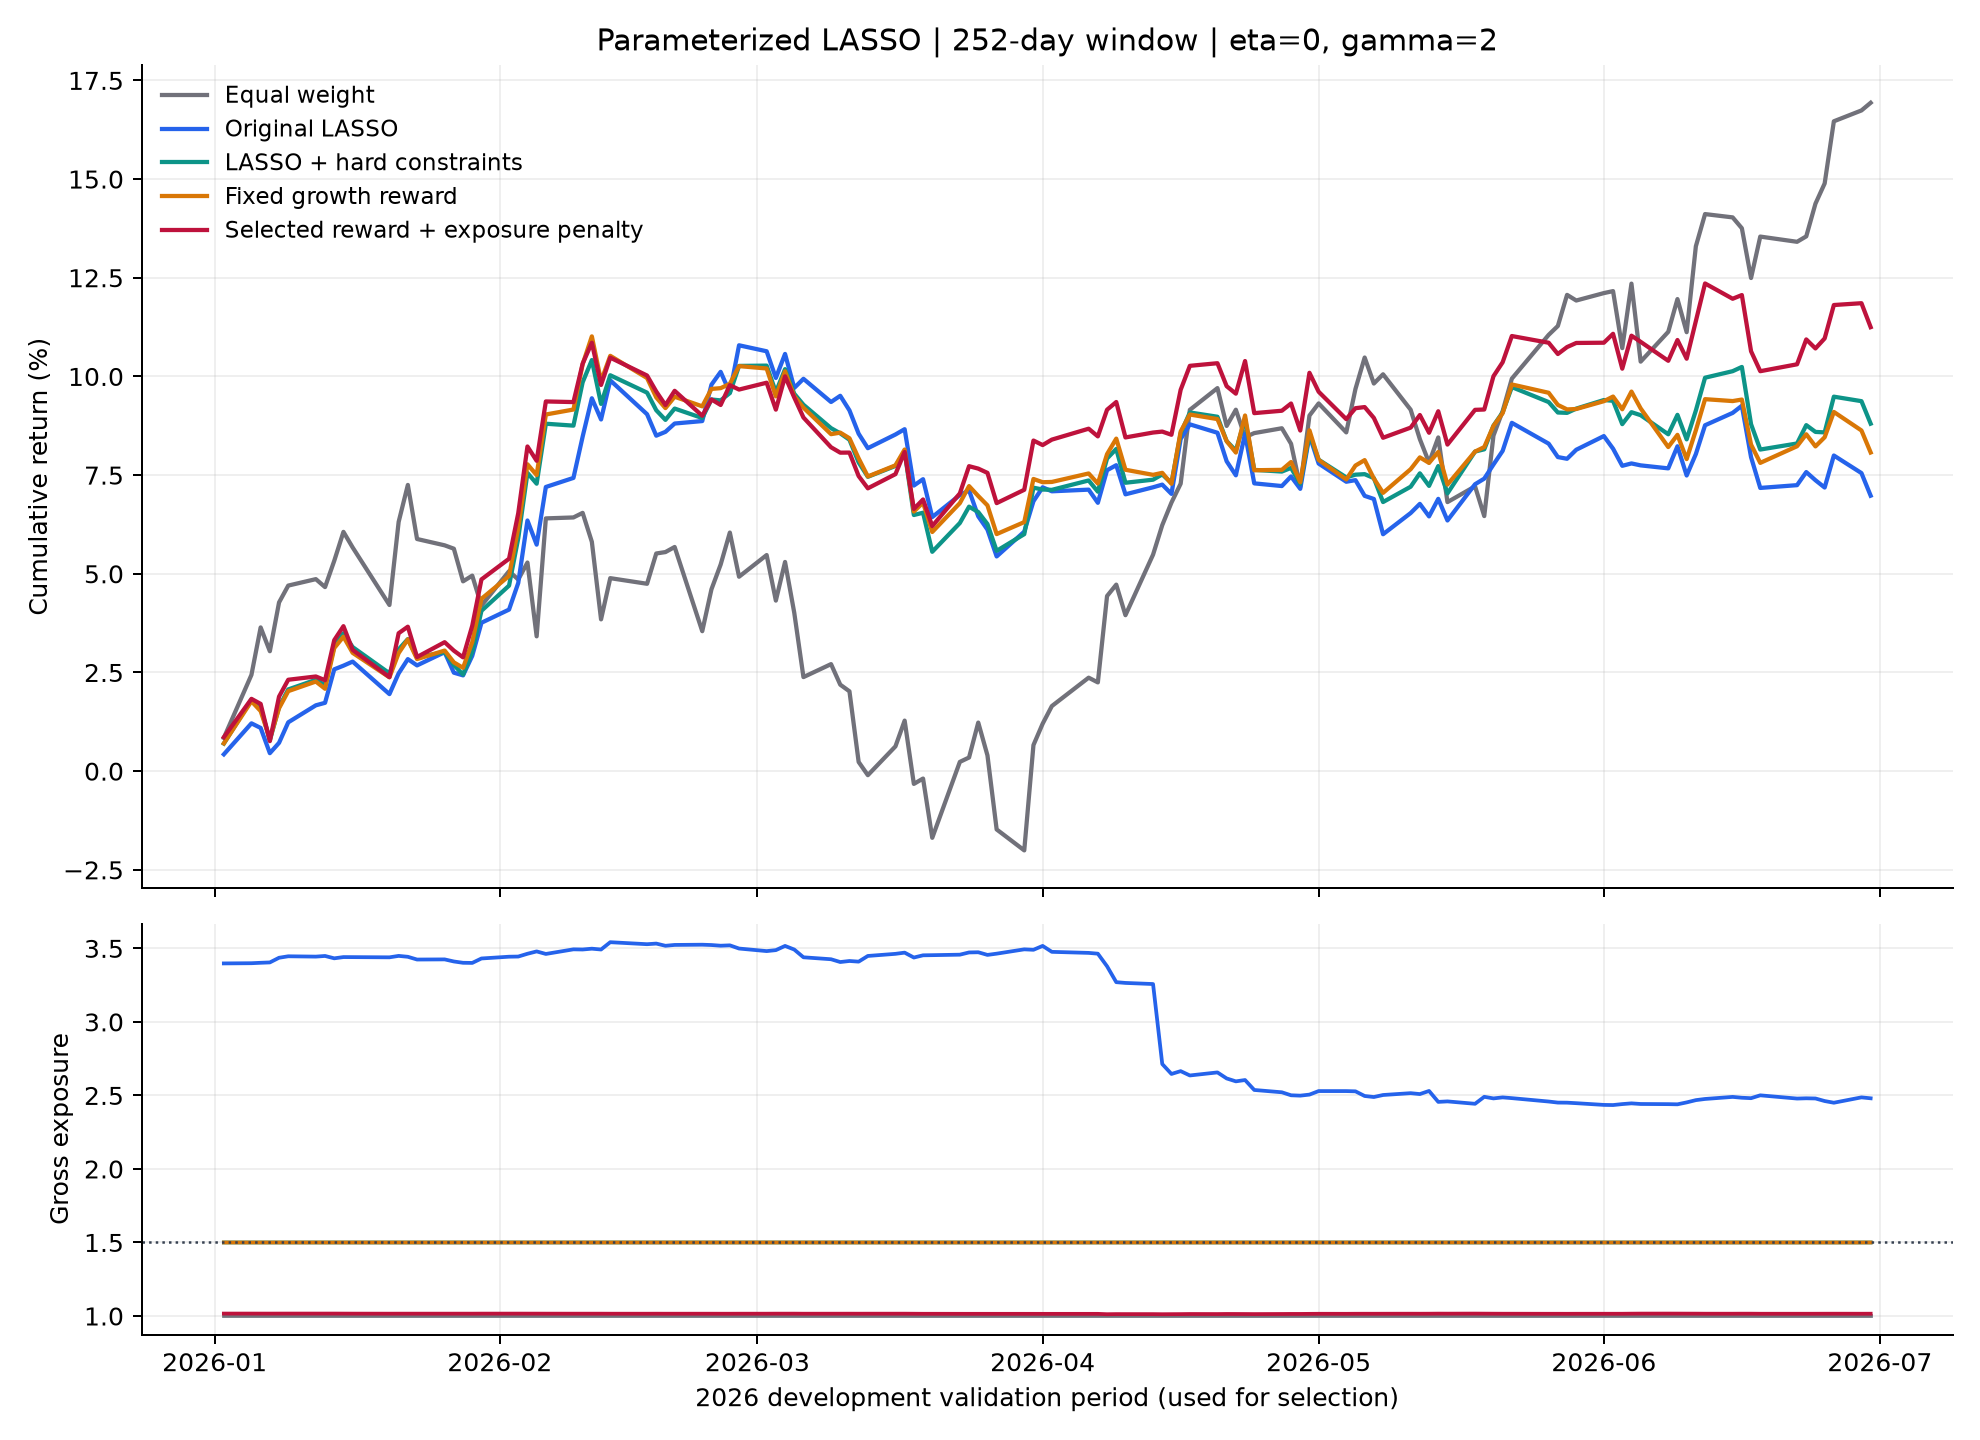 Parameterized LASSO | 252-day window | eta=0, gamma=2
Cumulative return (%)
17.5
15.0
12.5
10.0
7.5
5.0
2.5
0.0
−2.5
Equal weight
Original LASSO
LASSO + hard constraints
Fixed growth reward
Selected reward + exposure penalty
Gross exposure
3.5
3.0
2.5
2.0
1.5
1.0
2026-01 2026-02 2026-03 2026-04 2026-05 2026-06 2026-07
2026 development validation period (used for selection)